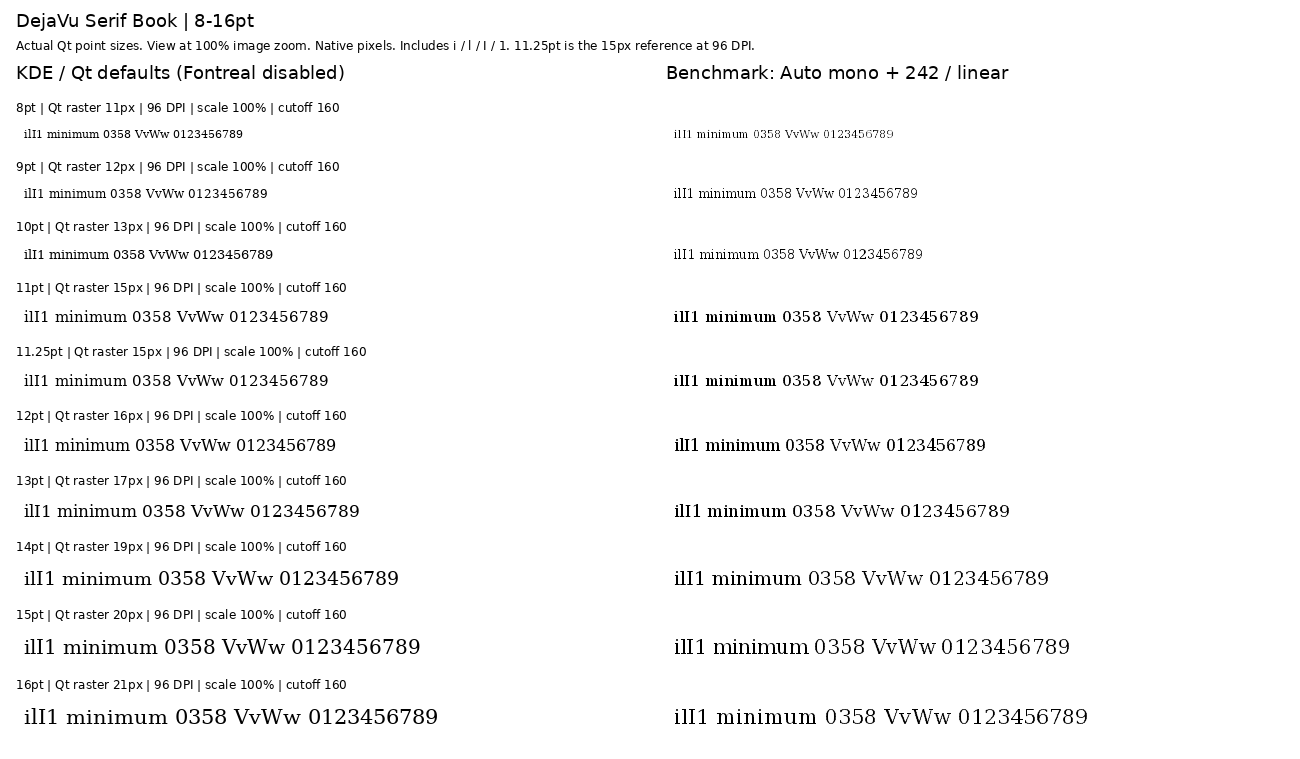 DejaVu Serif Book | 8-16pt
Actual Qt point sizes. View at 100% image zoom. Native pixels. Includes i / l / I / 1. 11.25pt is the 15px reference at 96 DPI.
KDE / Qt defaults (Fontreal disabled)
Benchmark: Auto mono + 242 / linear
8pt | Qt raster 11px | 96 DPI | scale 100% | cutoff 160
ilI1 minimum 0358 VvWw 0123456789
ilI1 minimum 0358 VvWw 0123456789
9pt | Qt raster 12px | 96 DPI | scale 100% | cutoff 160
ilI1 minimum 0358 VvWw 0123456789
ilI1 minimum 0358 VvWw 0123456789
10pt | Qt raster 13px | 96 DPI | scale 100% | cutoff 160
ilI1 minimum 0358 VvWw 0123456789
ilI1 minimum 0358 VvWw 0123456789
11pt | Qt raster 15px | 96 DPI | scale 100% | cutoff 160
ilI1 minimum 0358 VvWw 0123456789
ilI1 minimum 0358 VvWw 0123456789
11.25pt | Qt raster 15px | 96 DPI | scale 100% | cutoff 160
ilI1 minimum 0358 VvWw 0123456789
ilI1 minimum 0358 VvWw 0123456789
12pt | Qt raster 16px | 96 DPI | scale 100% | cutoff 160
ilI1 minimum 0358 VvWw 0123456789
ilI1 minimum 0358 VvWw 0123456789
13pt | Qt raster 17px | 96 DPI | scale 100% | cutoff 160
ilI1 minimum 0358 VvWw 0123456789
ilI1 minimum 0358 VvWw 0123456789
14pt | Qt raster 19px | 96 DPI | scale 100% | cutoff 160
ilI1 minimum 0358 VvWw 0123456789
ilI1 minimum 0358 VvWw 0123456789
15pt | Qt raster 20px | 96 DPI | scale 100% | cutoff 160
ilI1 minimum 0358 VvWw 0123456789
ilI1 minimum 0358 VvWw 0123456789
16pt | Qt raster 21px | 96 DPI | scale 100% | cutoff 160
ilI1 minimum 0358 VvWw 0123456789
ilI1 minimum 0358 VvWw 0123456789